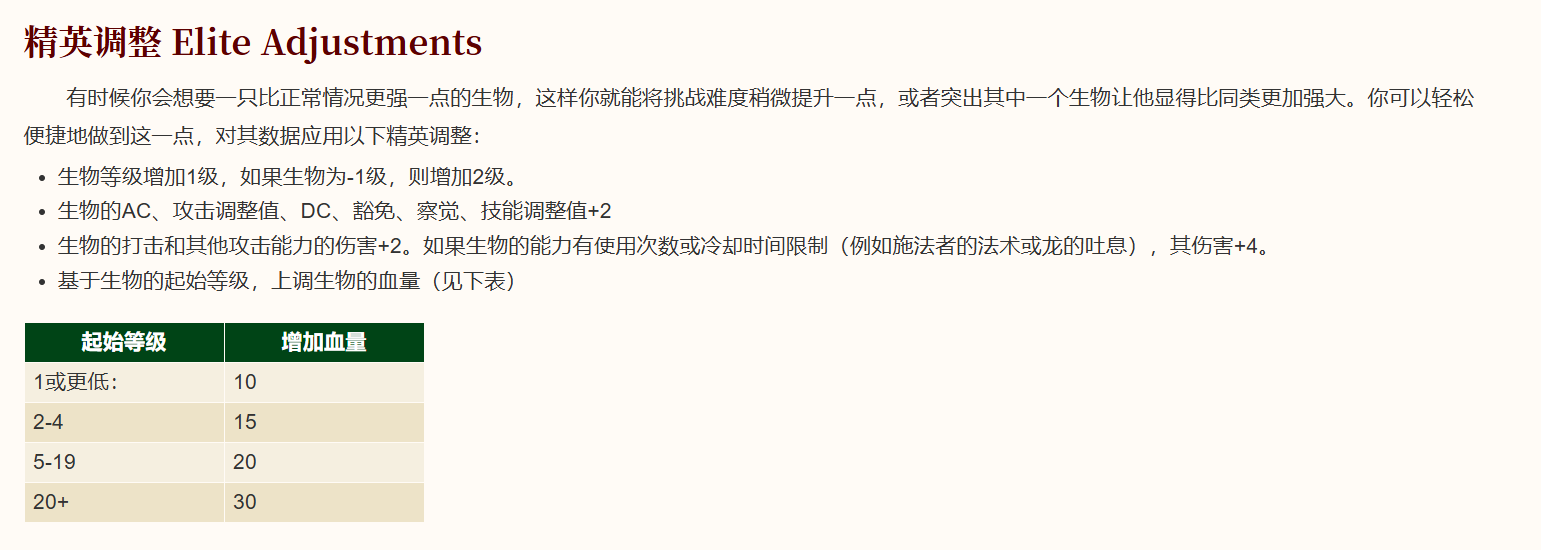 精英调整 Elite Adjustments
有时候你会想要一只比正常情况更强一点的生物，这样你就能将挑战难度稍微提升一点，或者突出其中一个生物让他显得比同类更加强大。你可以轻松
便捷地做到这一点，对其数据应用以下精英调整：
• 生物等级增加1级，如果生物为-1级，则增加2级。
• 生物的AC、攻击调整值、DC、豁免、察觉、技能调整值+2
• 生物的打击和其他攻击能力的伤害+2。如果生物的能力有使用次数或冷却时间限制（例如施法者的法术或龙的吐息），其伤害+4。
• 基于生物的起始等级，上调生物的血量（见下表）
起始等级 增加血量
1或更低： 10
2-4 15
5-19 20
20+ 30